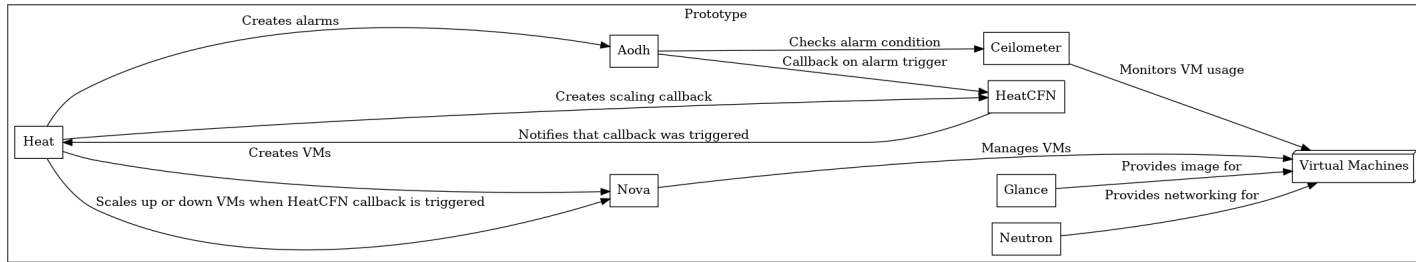 Prototype
Creates alarms
Aodh
Checks alarm condition
Ceilometer
Callback on alarm trigger
Monitors VM usage
Creates scaling callback
HeatCFN
Heat
Notifies that callback was triggered
Creates VMs
Manages VMs
Virtual Machines
Nova
Provides image for
Glance
Scales up or down VMs when HeatCFN callback is triggered
Provides networking for
Neutron